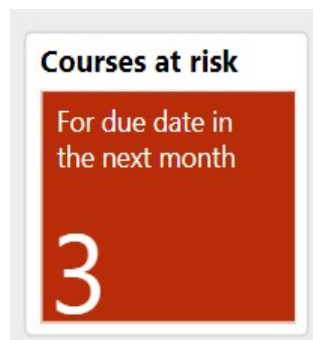 Courses at risk
For due date in
the next month
3